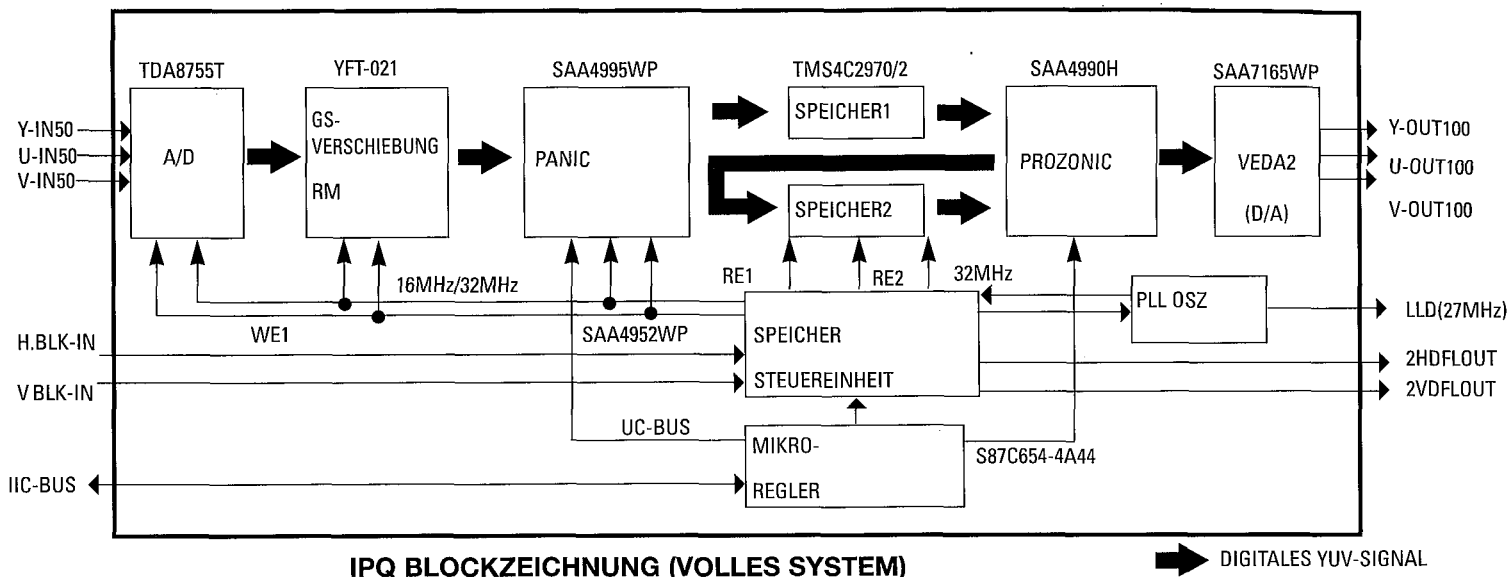 TDA8755T
YFT-021
SAA4995WP
TMS4C2970/2
SAA4990H
SAA7165WP
Y-IN50
U-IN50
V-IN50
A/D
GS-
VERSCHIEBUNG
RM
PANIC
SPEICHER1
SPEICHER2
PROZONIC
VEDA2
(D/A)
Y-OUT100
U-OUT100
V-OUT100
16MHz/32MHz
RE1
RE2
32MHz
WE1
SAA4952WP
SPEICHER
STEUEREINHEIT
PLL OSZ
LLD(27MHz)
H.BLK-IN
V BLK-IN
2HDFLOUT
2VDFLOUT
UC-BUS
MIKRO-
REGLER
S87C654-4A44
IIC-BUS
IPQ BLOCKZEICHNUNG (VOLLES SYSTEM)
DIGITALES YUV-SIGNAL